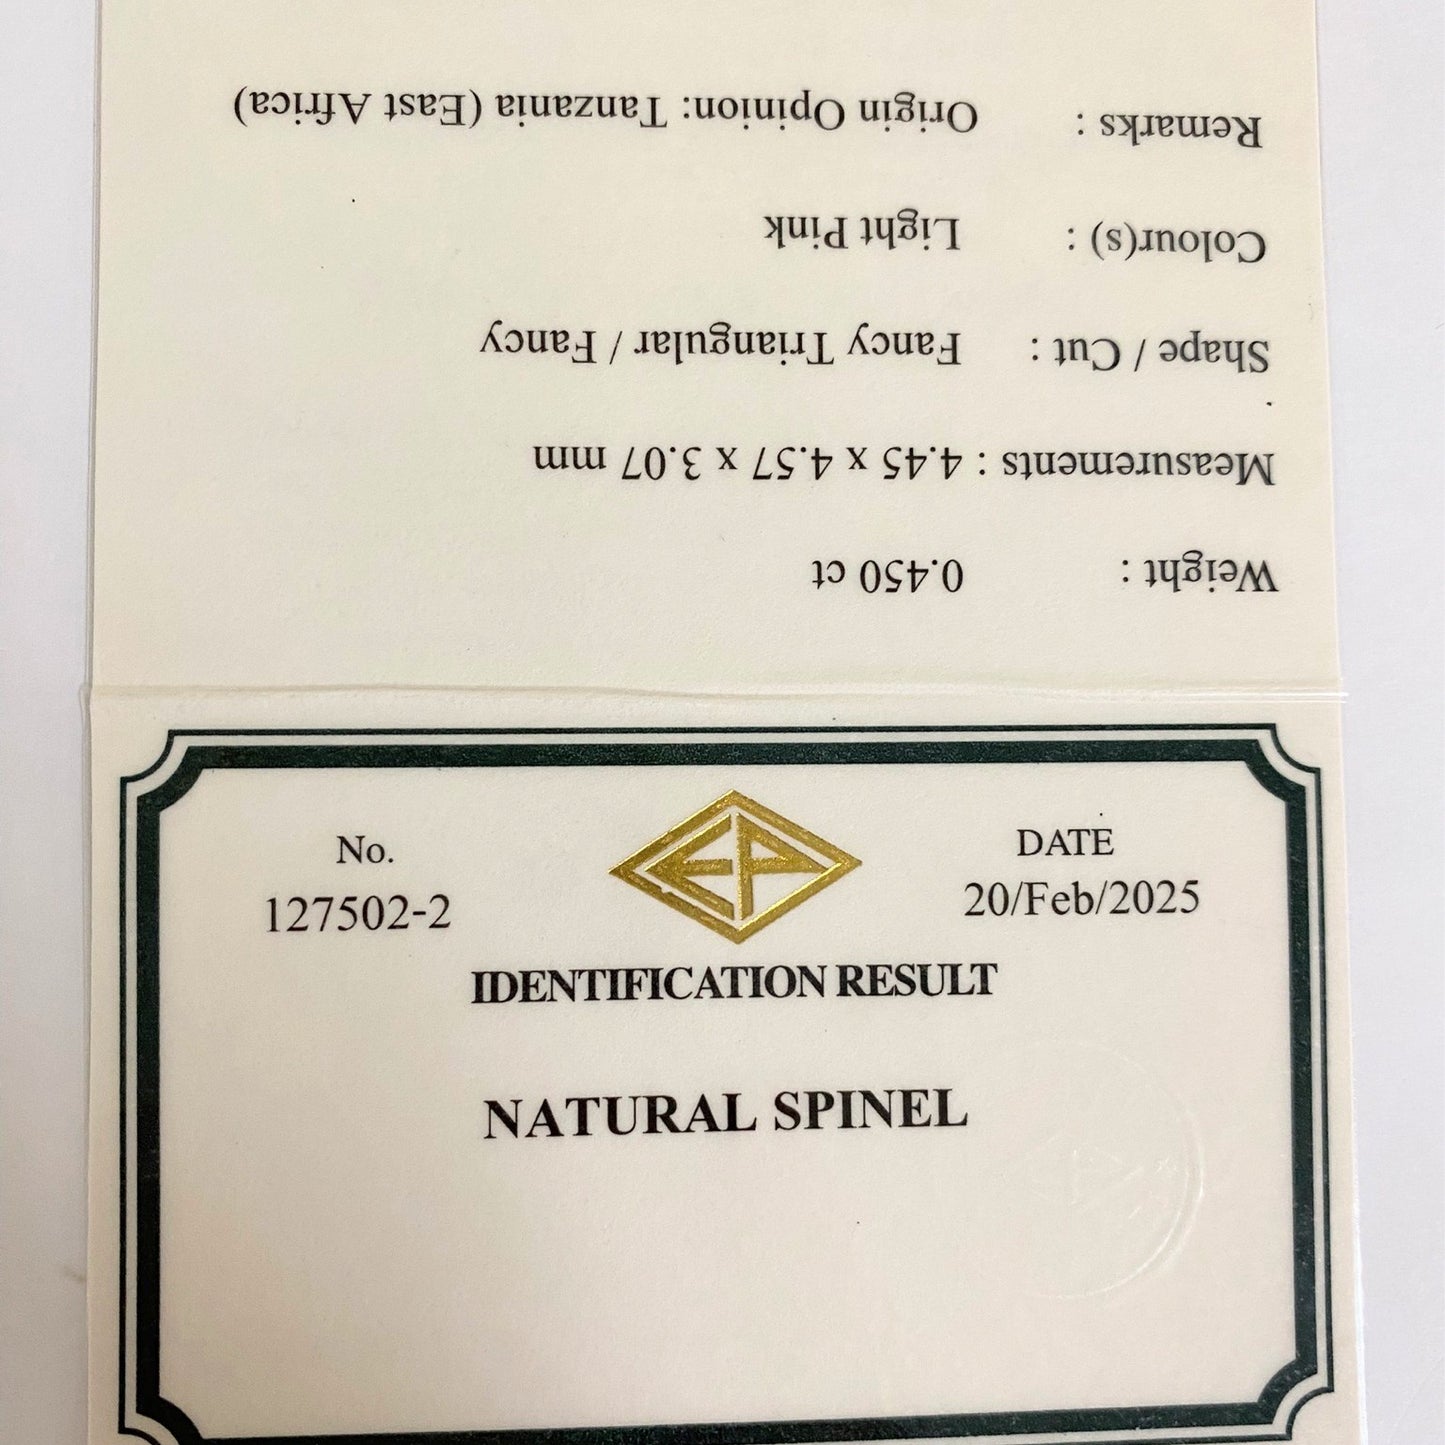 No.
127502-2
EP
DATE
20/Feb/2025
IDENTIFICATION RESULT
NATURAL SPINEL
Weight : 0.450 ct
Measurements : 4.45 x 4.57 x 3.07 mm
Shape / Cut : Fancy Triangular / Fancy
Colour(s) : Light Pink
Remarks : Origin Opinion: Tanzania (East Africa)